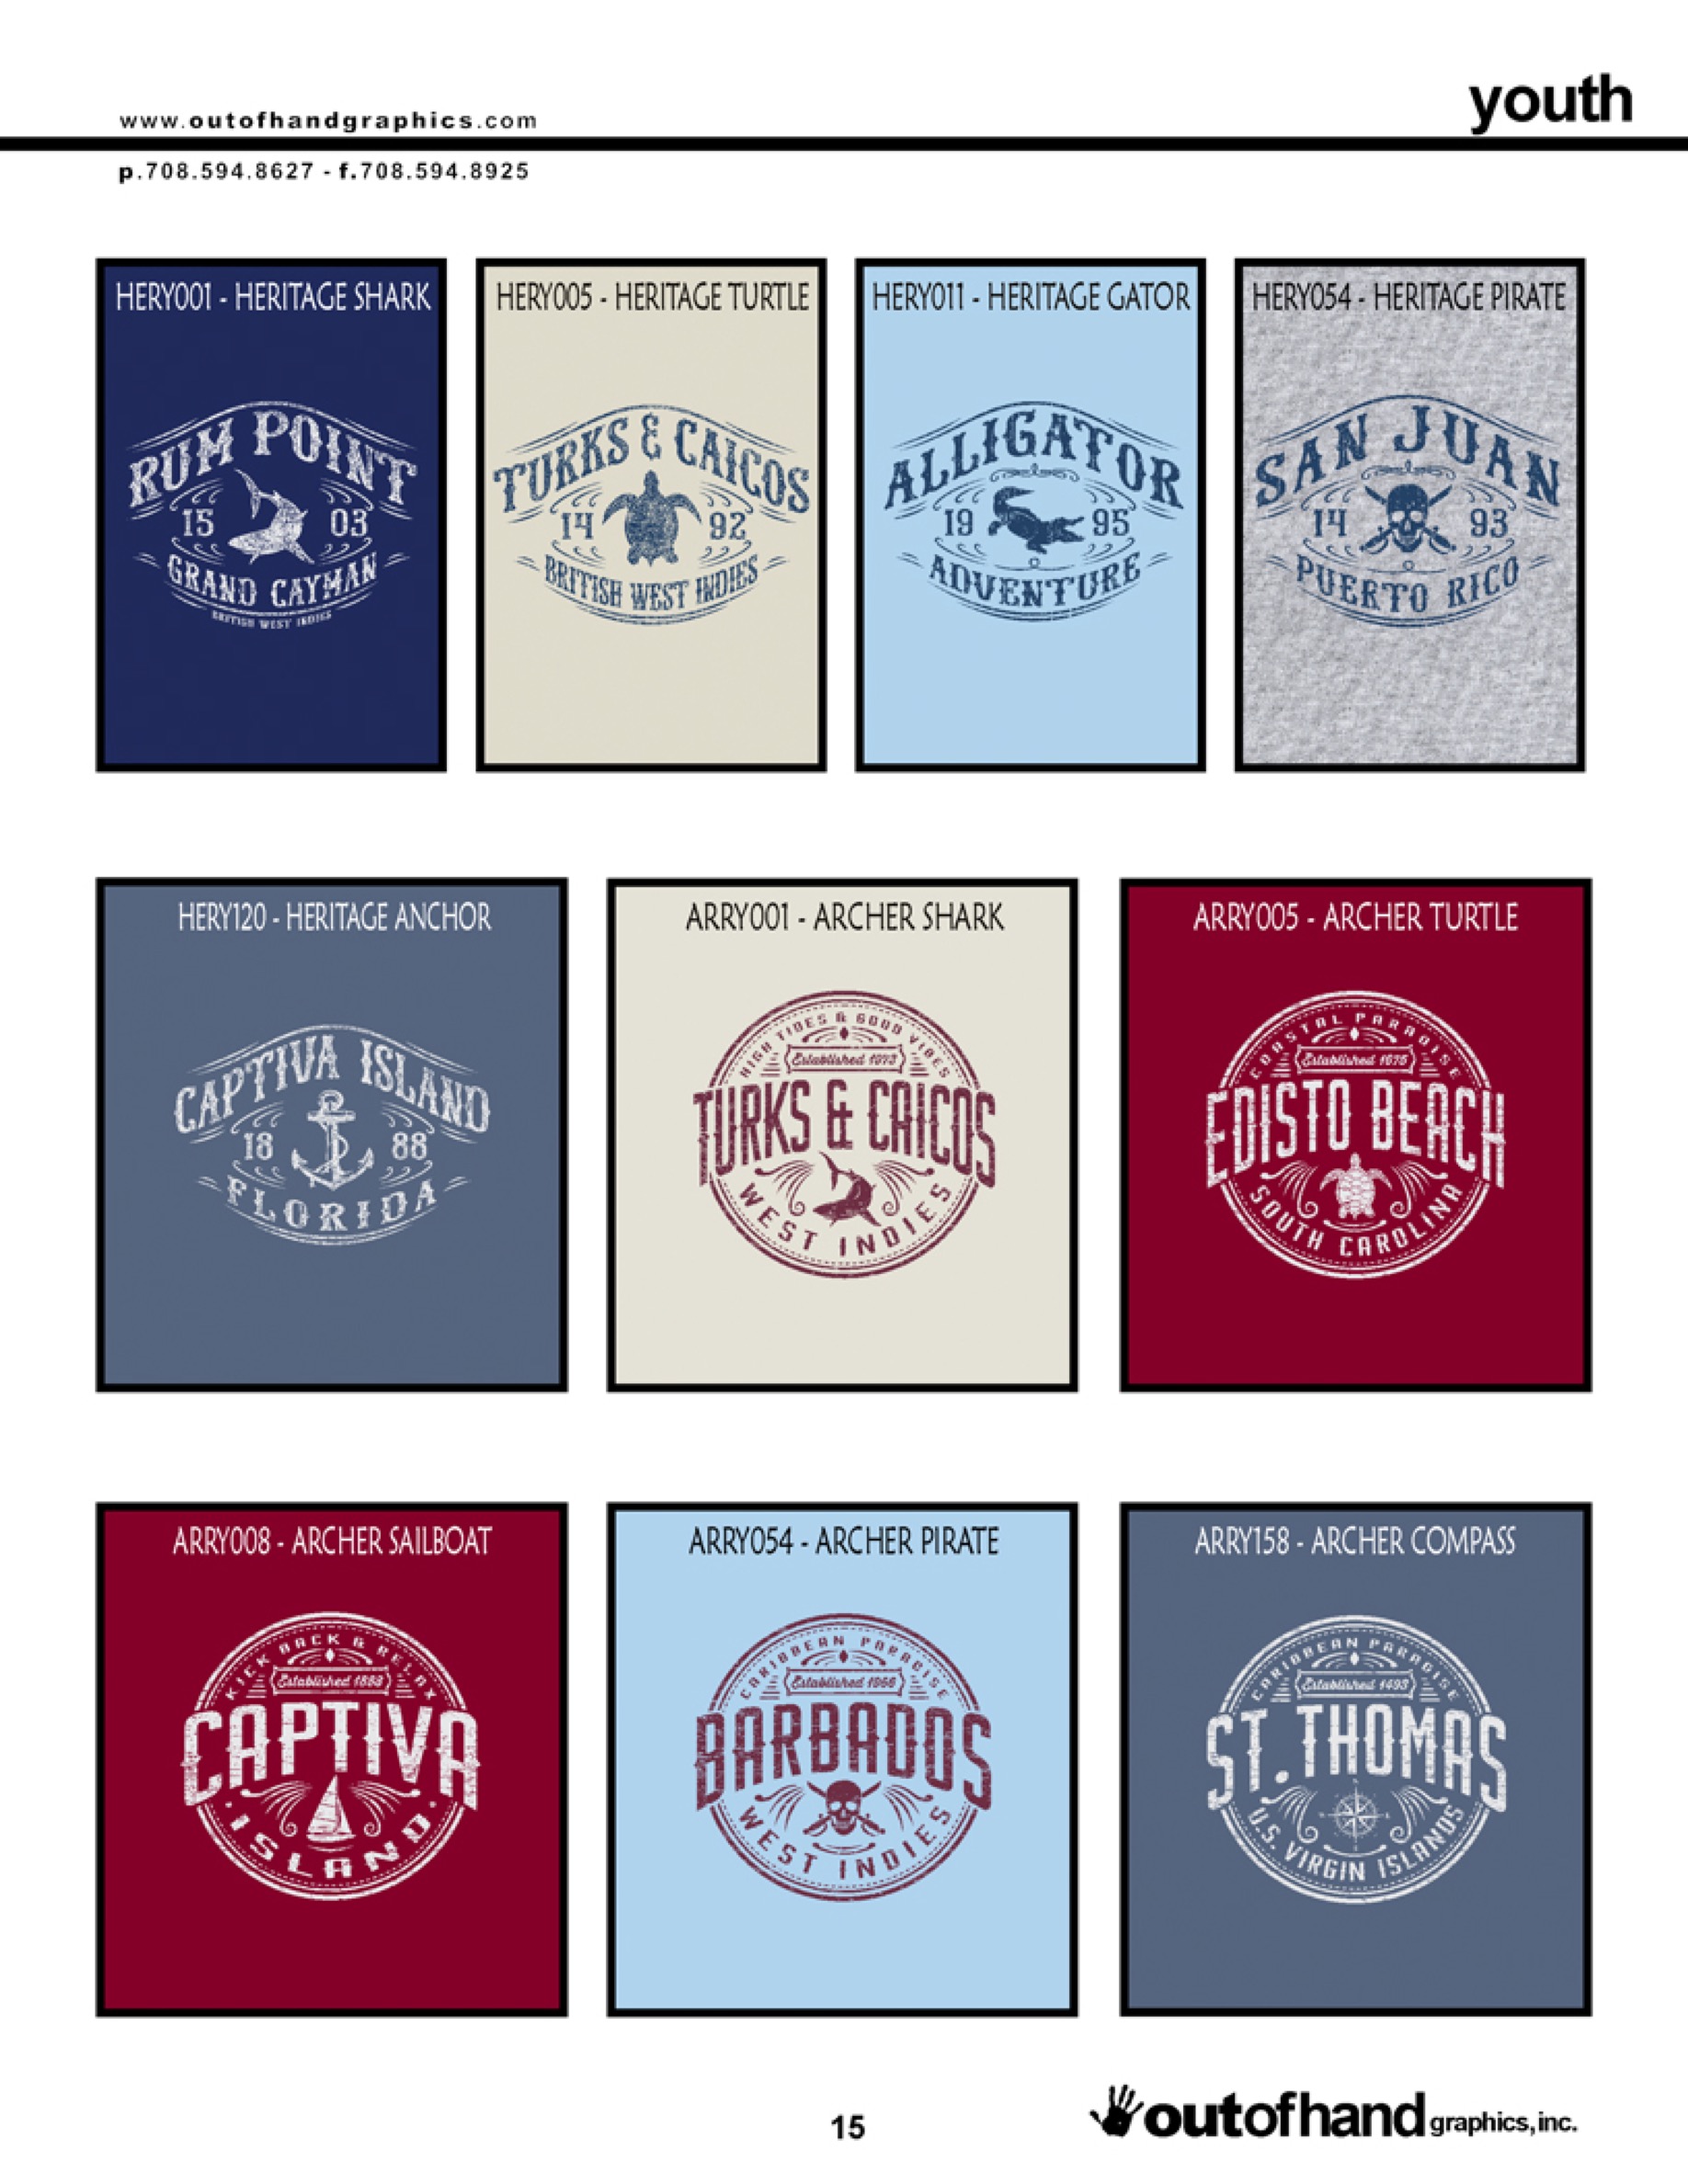 youth
www.outofhandgraphics.com
p.708.594.8627 - f.708.594.8925
HERY001 - HERITAGE SHARK
RUM POINT
15 03
GRAND CAYMAN
BRITISH WEST INDIES
HERY005 - HERITAGE TURTLE
TURKS & CAICOS
14 92
BRITISH WEST INDIES
HERY011 - HERITAGE GATOR
ALLIGATOR
19 95
ADVENTURE
HERY054 - HERITAGE PIRATE
SAN JUAN
14 93
PUERTO RICO
HERY120 - HERITAGE ANCHOR
CAPTIVA ISLAND
18 88
FLORIDA
ARRY001 - ARCHER SHARK
HIGH TIDES & GOOD VIBES
Established
TURKS & CAICOS
WEST INDIES
ARRY005 - ARCHER TURTLE
COASTAL PARADISE
Established
EDISTO BEACH
SOUTH CAROLINA
ARRY008 - ARCHER SAILBOAT
KICK BACK & RELAX
Established
CAPTIVA
ISLAND
ARRY054 - ARCHER PIRATE
CARIBBEAN PARADISE
Established
BARBADOS
WEST INDIES
ARRY158 - ARCHER COMPASS
CARIBBEAN PARADISE
Established 1493
ST. THOMAS
U.S. VIRGIN ISLANDS
15
outofhand graphics, inc.